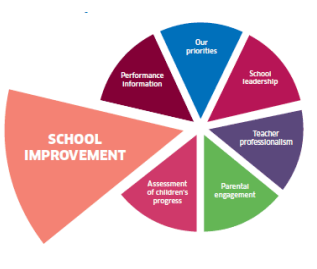 Our
priorities
School
leadership
Teacher
professionalism
Parental
engagement
Assessment
of children's
progress
SCHOOL
IMPROVEMENT
Performance
information